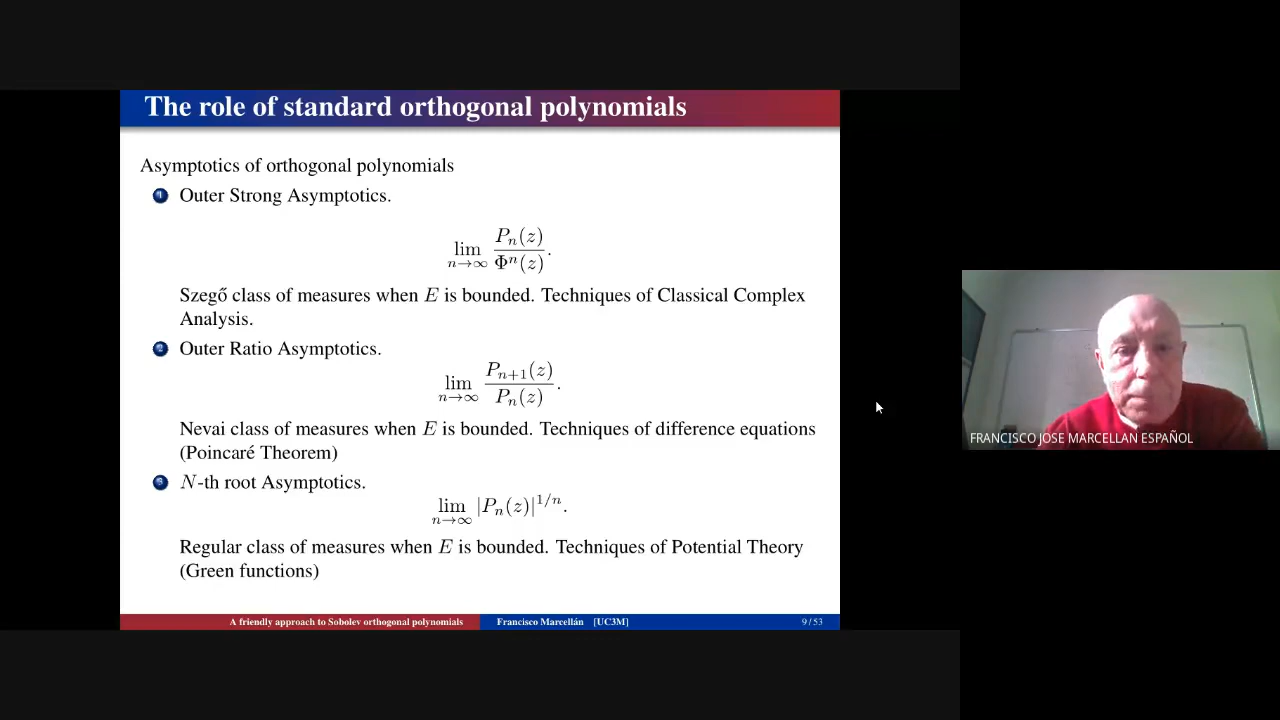 The role of standard orthogonal polynomials
Asymptotics of orthogonal polynomials
1 Outer Strong Asymptotics.
lim n→∞ P_n(z) / Φ^n(z) .
Szegő class of measures when E is bounded. Techniques of Classical Complex
Analysis.
2 Outer Ratio Asymptotics.
lim n→∞ P_{n+1}(z) / P_n(z) .
Nevai class of measures when E is bounded. Techniques of difference equations
(Poincaré Theorem)
3 N-th root Asymptotics.
lim n→∞ |P_n(z)|^{1/n}.
Regular class of measures when E is bounded. Techniques of Potential Theory
(Green functions)
A friendly approach to Sobolev orthogonal polynomials
Francisco Marcellán [UC3M]
9 / 53
FRANCISCO JOSE MARCELLAN ESPAÑOL